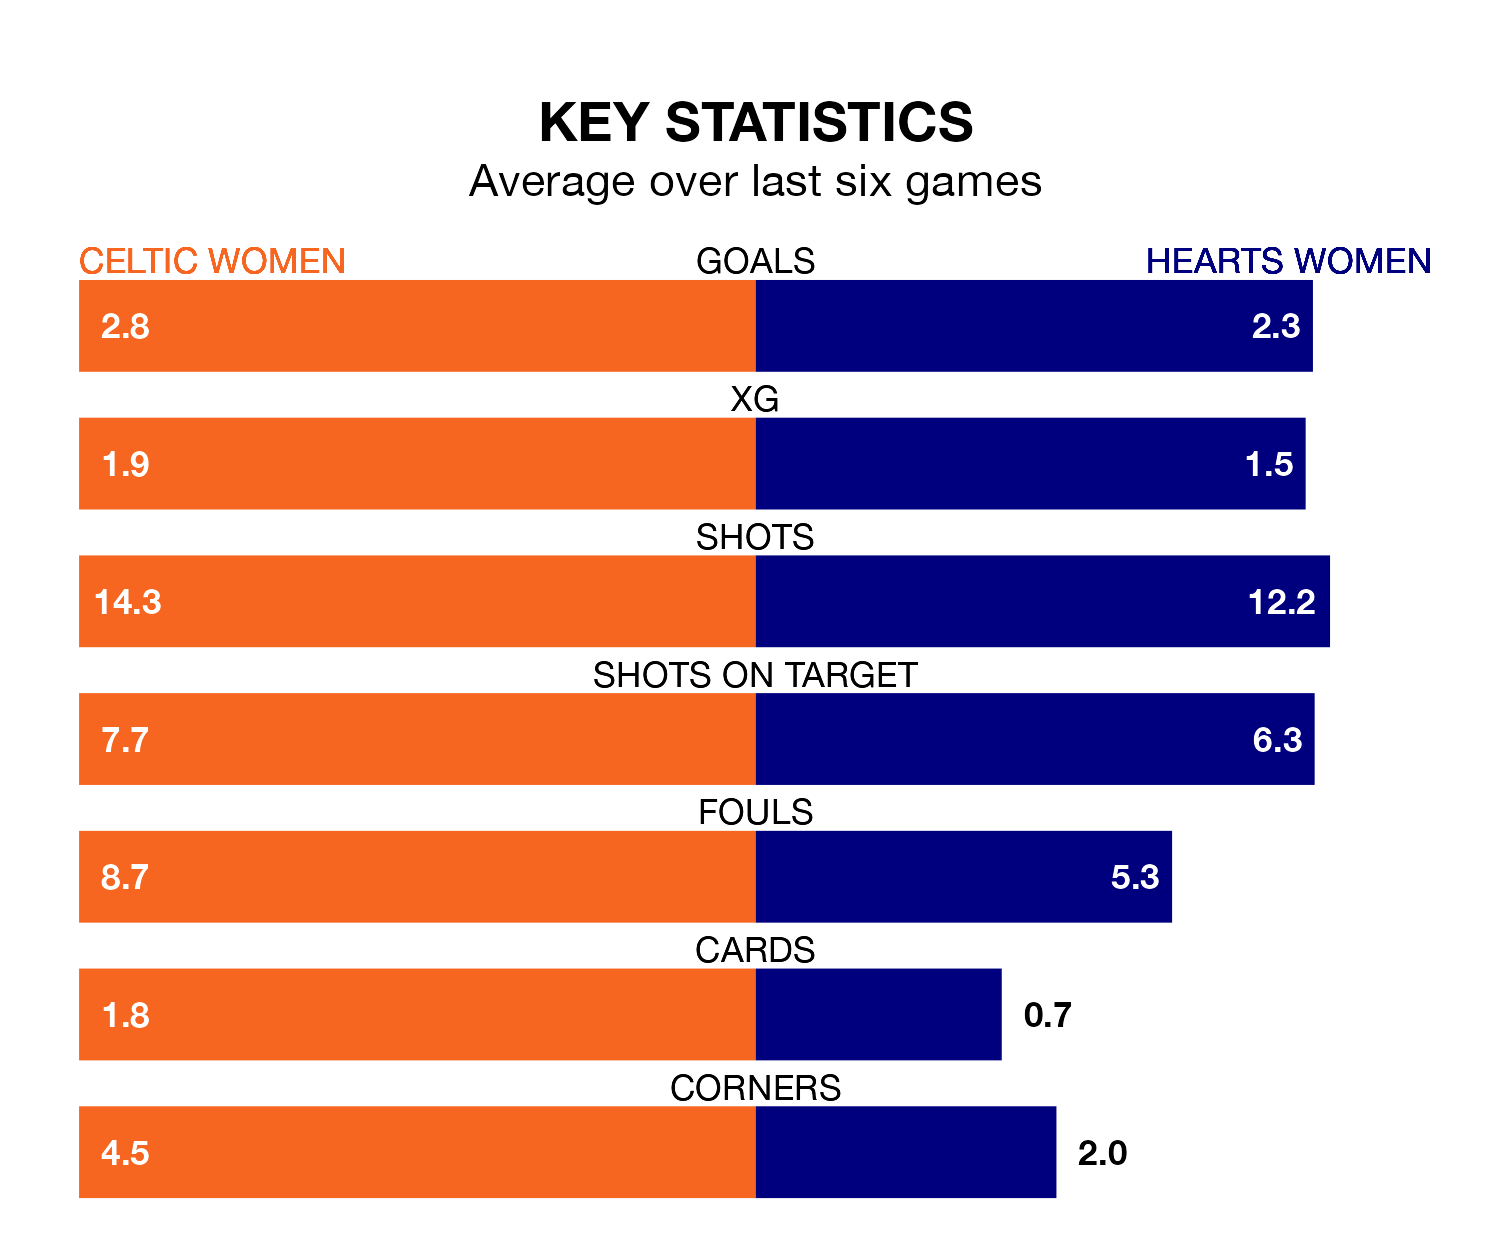 KEY STATISTICS
Average over last six games
CELTIC WOMEN GOALS HEARTS WOMEN
2.8 2.3
XG
1.9 1.5
SHOTS
14.3 12.2
SHOTS ON TARGET
7.7 6.3
FOULS
8.7 5.3
CARDS
1.8 0.7
CORNERS
4.5 2.0